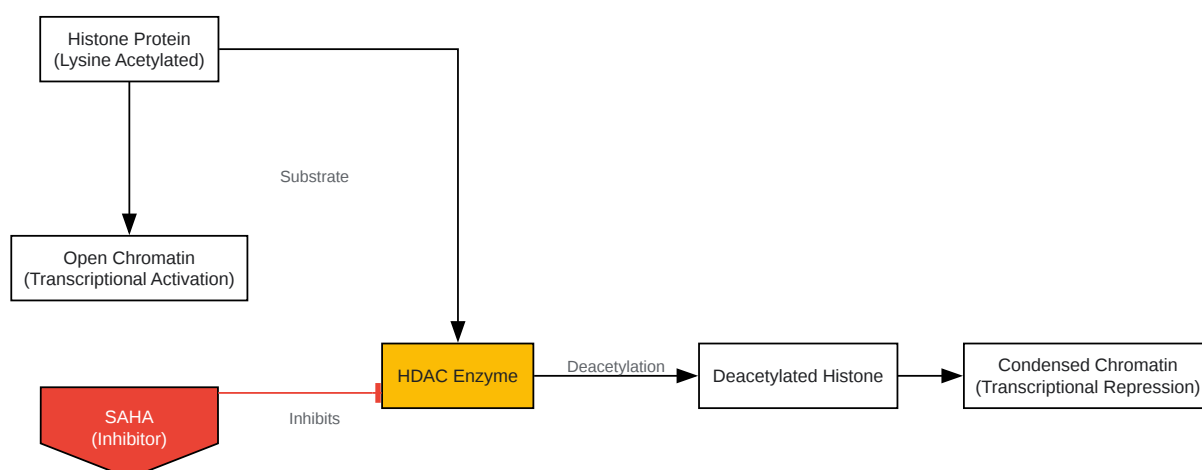 Histone Protein
(Lysine Acetylated)
Substrate
Open Chromatin
(Transcriptional Activation)
HDAC Enzyme
Deacetylation
Deacetylated Histone
Condensed Chromatin
(Transcriptional Repression)
SAHA
(Inhibitor)
Inhibits